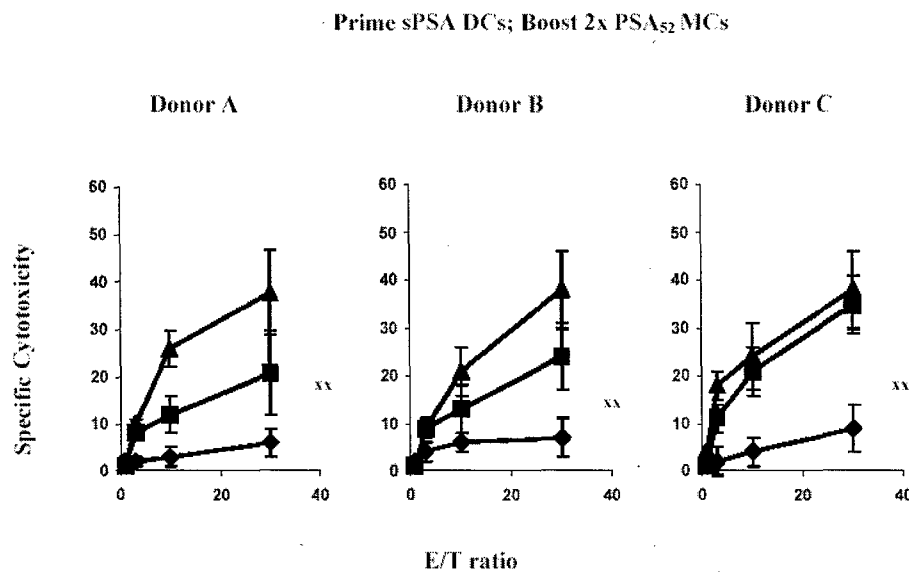 Prime sPSA DCs; Boost 2x PSA₅₂ MCs
Donor A Donor B Donor C
Specific Cytotoxicity
60 60 60
50 50 50
40 40 40
30 30 30
20 20 20
10 10 10
0 0 0
xx xx xx
0 20 40 0 20 40 0 20 40
E/T ratio